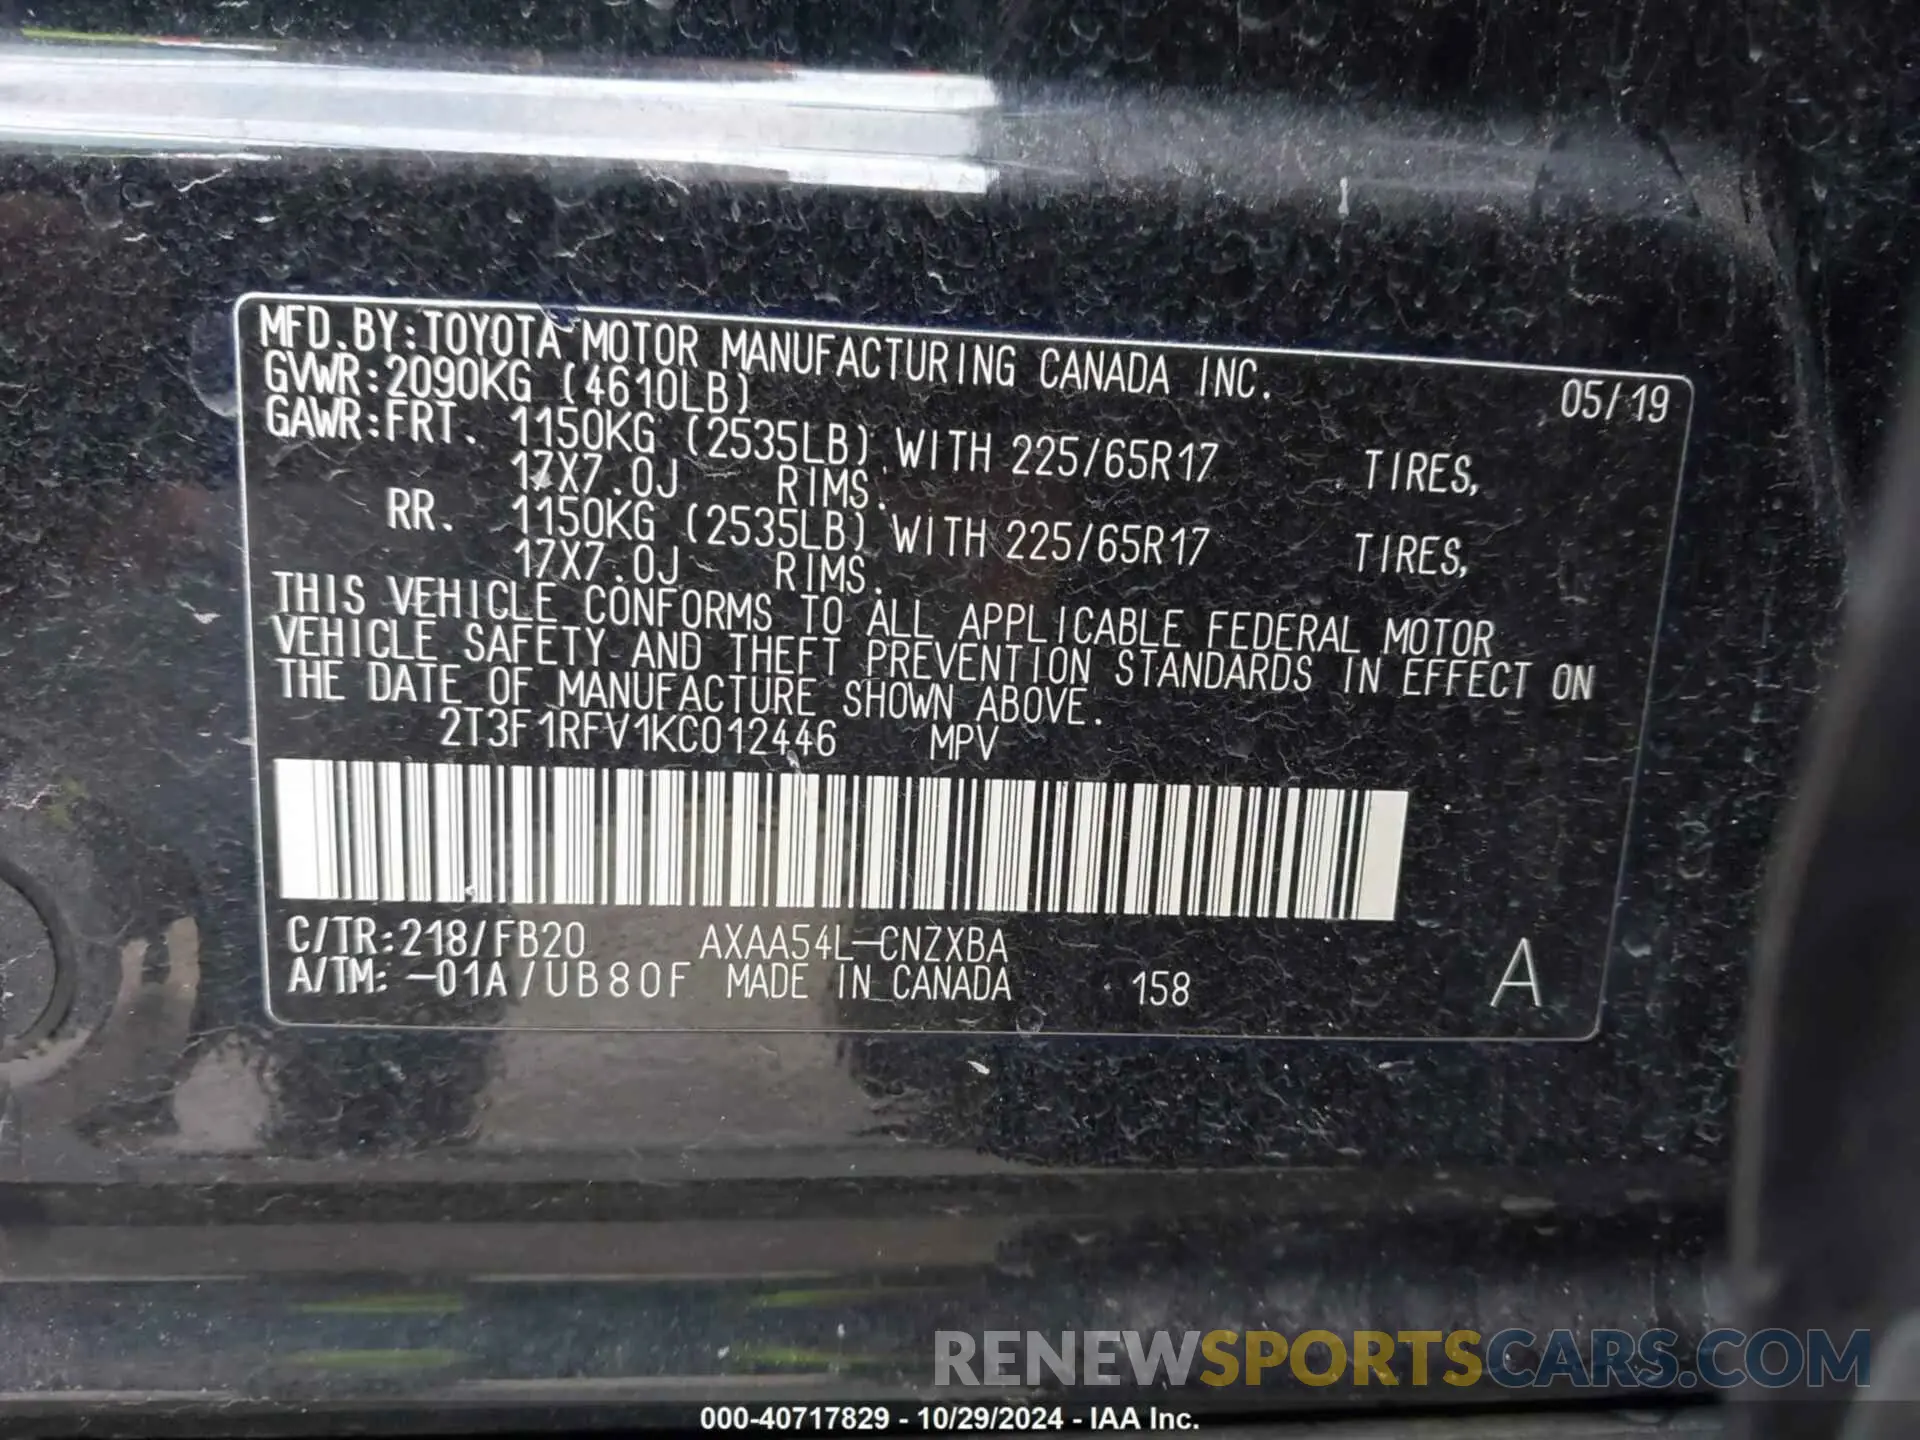 MFD.BY:TOYOTA MOTOR MANUFACTURING CANADA INC. 05/19
GVWR:2090KG (4610LB)
GAWR:FRT. 1150KG (2535LB) WITH 225/65R17 TIRES,
17X7.0J RIMS.
RR. 1150KG (2535LB) WITH 225/65R17 TIRES,
17X7.0J RIMS.
THIS VEHICLE CONFORMS TO ALL APPLICABLE FEDERAL MOTOR
VEHICLE SAFETY AND THEFT PREVENTION STANDARDS IN EFFECT ON
THE DATE OF MANUFACTURE SHOWN ABOVE.
2T3F1RFV1KC012446 MPV
C/TR:218/FB20 AXAA54L-CNZXBA
A/TM:-01A/UB80F MADE IN CANADA 158 A
RENEWSPORTSCARS.COM
000-40717829 - 10/29/2024 - IAA Inc.